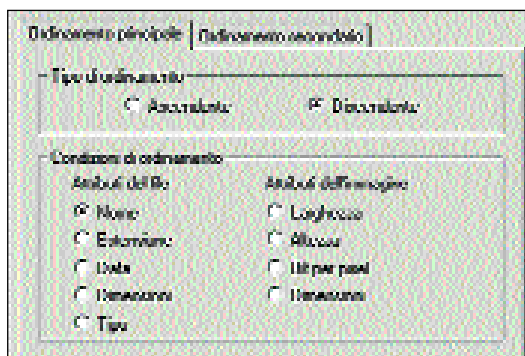 Ordinamento principale Ordinamento secondario
Tipo di ordinamento
Ascendente Discendente
Condizioni di ordinamento
Attributi del file Attributi dell'immagine
Nome Larghezza
Estensione Altezza
Data Bit per pixel
Dimensioni Dimensioni
Tipo